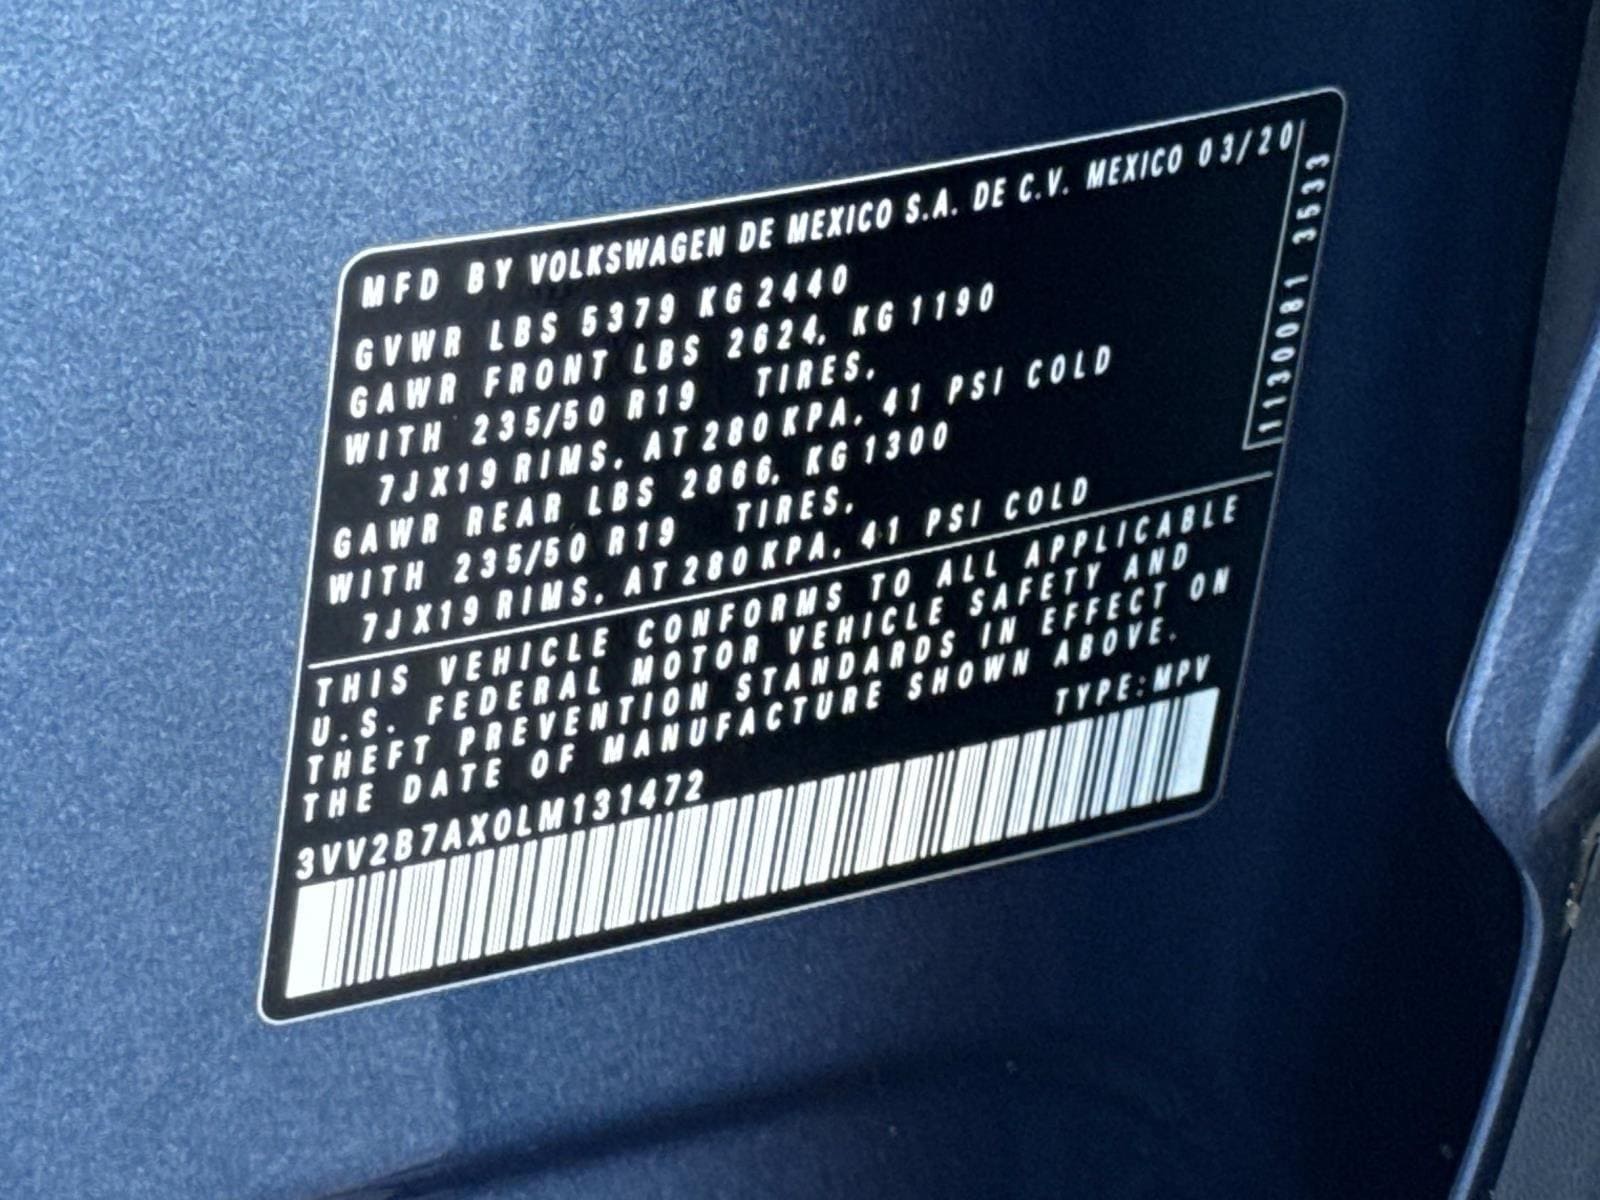 MFD BY VOLKSWAGEN DE MEXICO S.A. DE C.V. MEXICO 03/20
GVWR LBS 5379 KG 2440
GAWR FRONT LBS 2624, KG 1190
WITH 235/50 R19 TIRES,
7JX19 RIMS, AT 280 KPA, 41 PSI COLD
GAWR REAR LBS 2866, KG 1300
WITH 235/50 R19 TIRES,
7JX19 RIMS, AT 280 KPA, 41 PSI COLD
1130081 3533
THIS VEHICLE CONFORMS TO ALL APPLICABLE
U.S. FEDERAL MOTOR VEHICLE SAFETY AND
THEFT PREVENTION STANDARDS IN EFFECT ON
THE DATE OF MANUFACTURE SHOWN ABOVE.
TYPE:MPV
3VV2B7AX0LM131472